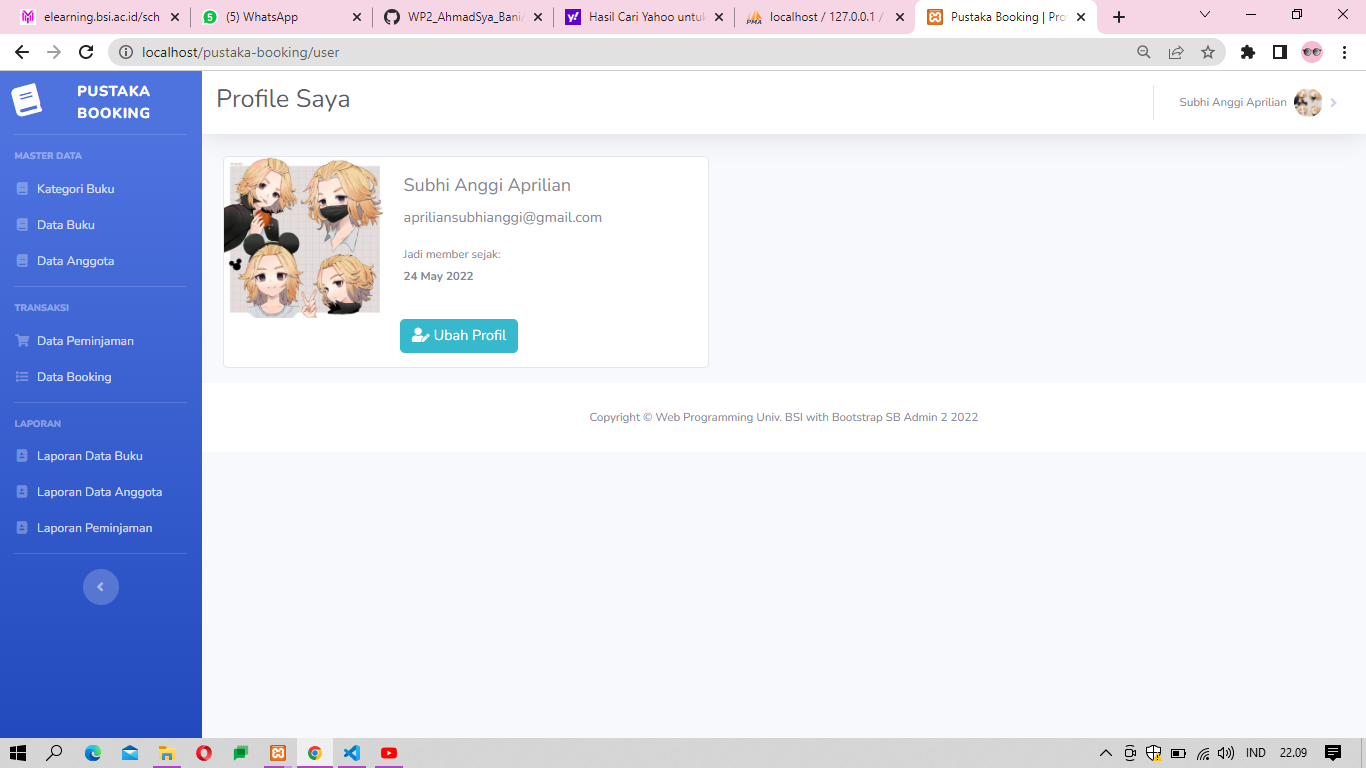 elearning.bsi.ac.id/sch
(5) WhatsApp
WP2_AhmadSya_Bani/
Hasil Cari Yahoo untuk
localhost / 127.0.0.1 /
Pustaka Booking | Pro
localhost/pustaka-booking/user
PUSTAKA
BOOKING
Profile Saya
Subhi Anggi Aprilian
MASTER DATA
Kategori Buku
Data Buku
Data Anggota
TRANSAKSI
Data Peminjaman
Data Booking
LAPORAN
Laporan Data Buku
Laporan Data Anggota
Laporan Peminjaman
Subhi Anggi Aprilian
apriliansubhianggi@gmail.com
Jadi member sejak:
24 May 2022
Ubah Profil
Copyright © Web Programming Univ. BSI with Bootstrap SB Admin 2 2022
IND
22.09